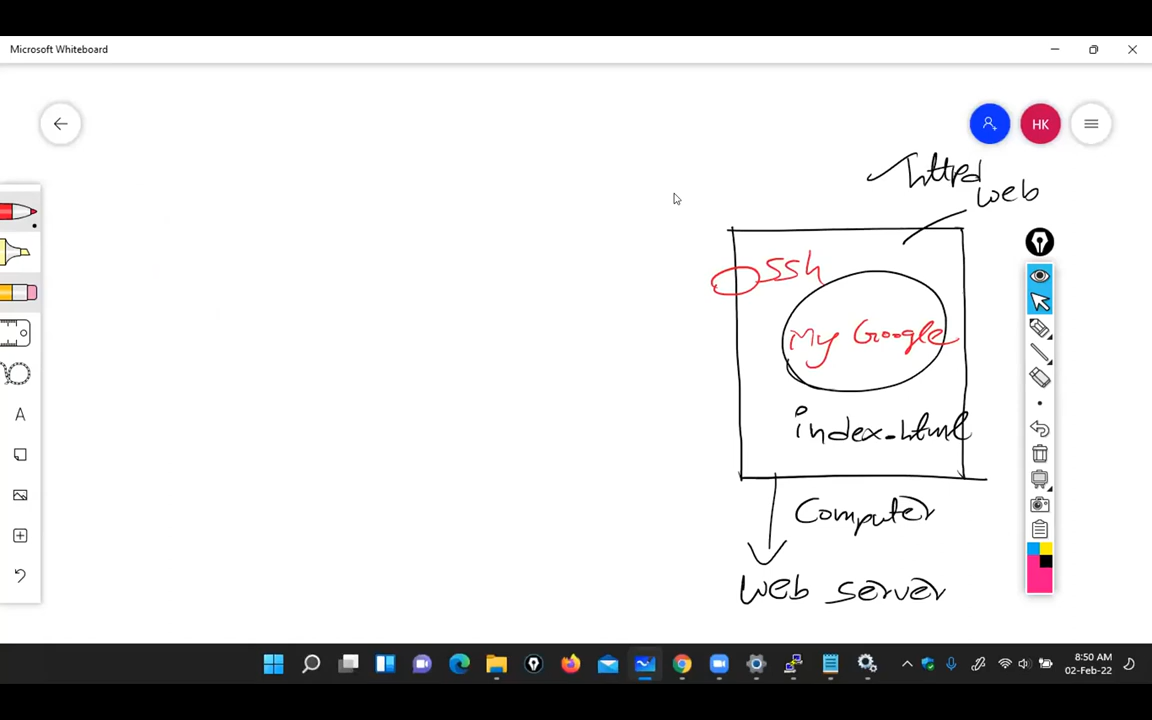 Microsoft Whiteboard
HK
httpd
web
ssh
My Google
index.html
Computer
Web server
A
8:50 AM
02-Feb-22